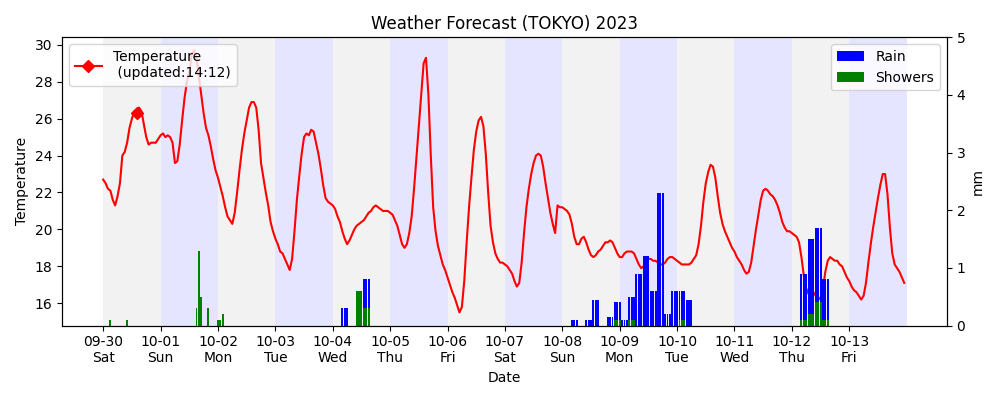 Weather Forecast (TOKYO) 2023
Temperature
(updated:14:12)
Rain
Showers
30
28
26
24
22
20
18
16
Temperature
5
4
3
2
1
0
mm
09-30 10-01 10-02 10-03 10-04 10-05 10-06 10-07 10-08 10-09 10-10 10-11 10-12 10-13
Sat Sun Mon Tue Wed Thu Fri Sat Sun Mon Tue Wed Thu Fri
Date